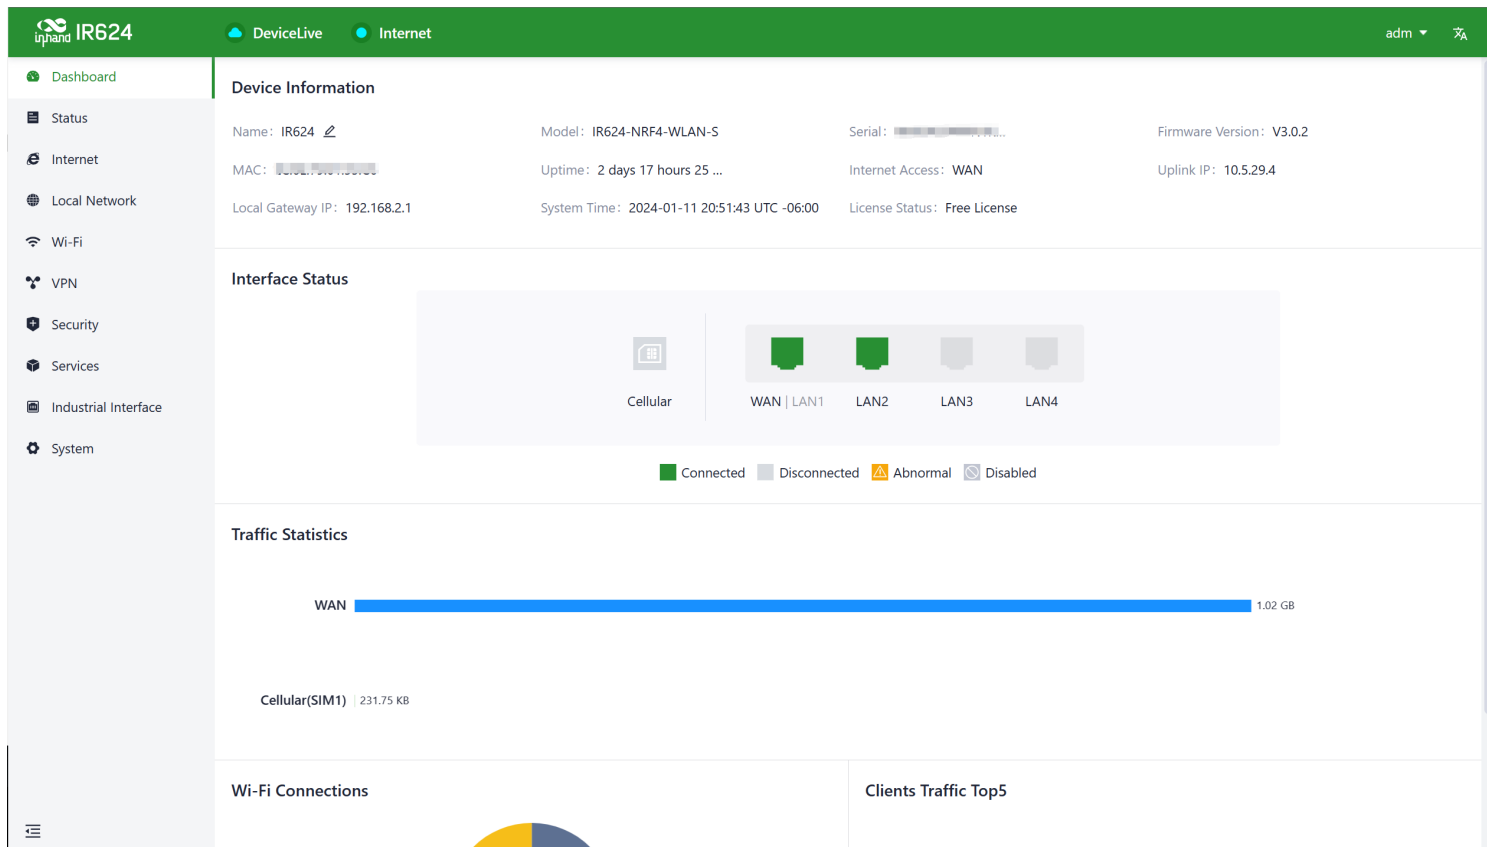 inhand IR624
DeviceLive
Internet
adm
Dashboard
Status
Internet
Local Network
Wi-Fi
VPN
Security
Services
Industrial Interface
System
Device Information
Name: IR624
Model: IR624-NRF4-WLAN-S
Serial:
Firmware Version: V3.0.2
MAC:
Uptime: 2 days 17 hours 25 ...
Internet Access: WAN
Uplink IP: 10.5.29.4
Local Gateway IP: 192.168.2.1
System Time: 2024-01-11 20:51:43 UTC -06:00
License Status: Free License
Interface Status
Cellular
WAN | LAN1
LAN2
LAN3
LAN4
Connected
Disconnected
Abnormal
Disabled
Traffic Statistics
WAN
1.02 GB
Cellular(SIM1)
231.75 KB
Wi-Fi Connections
Clients Traffic Top5